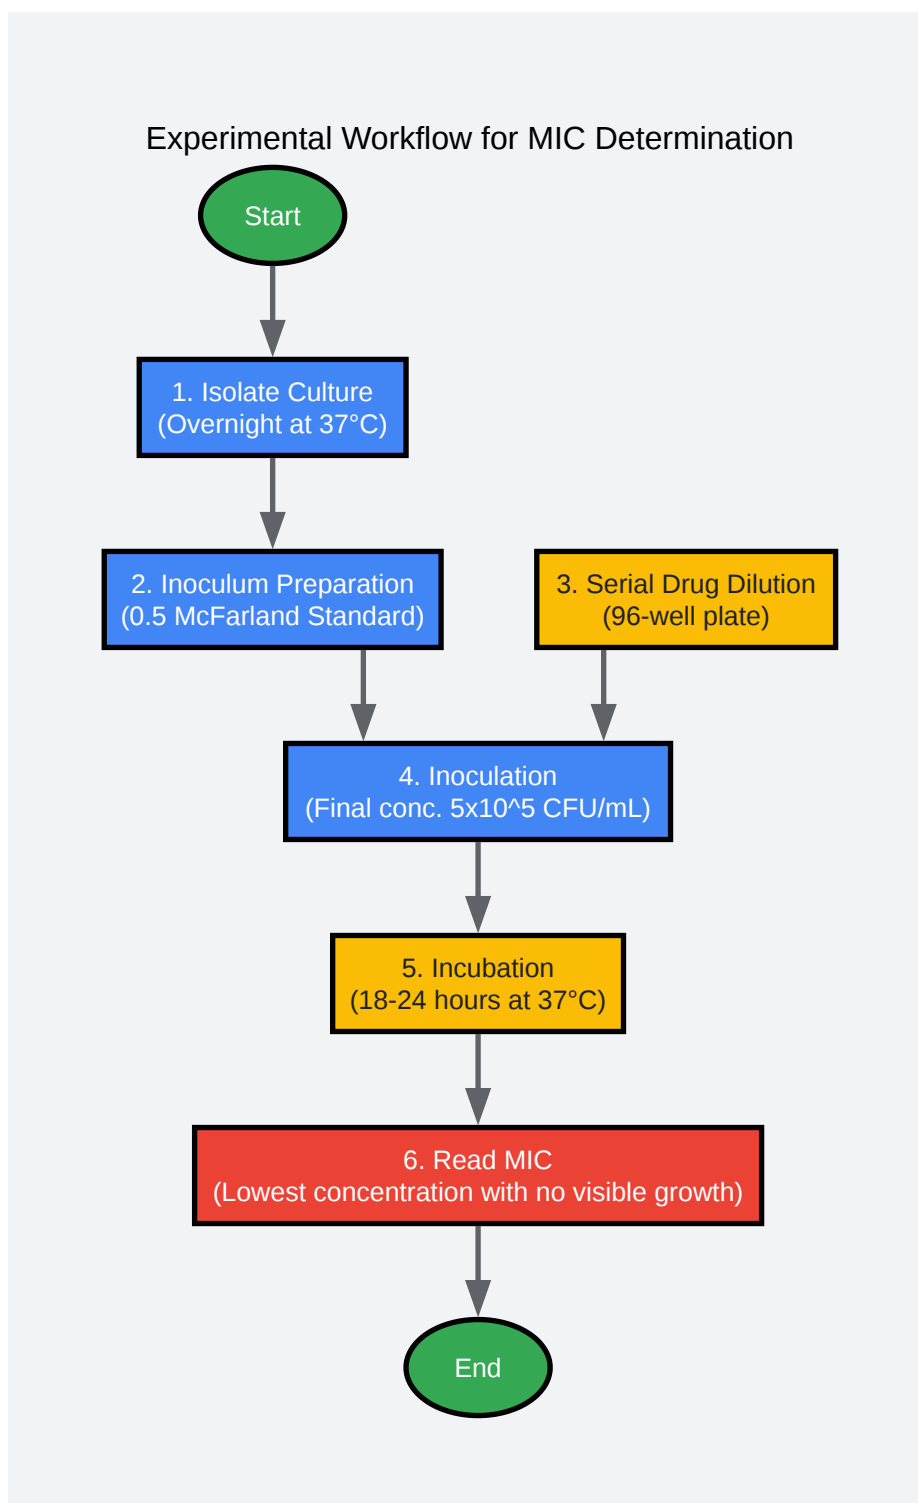 Experimental Workflow for MIC Determination
Start
1. Isolate Culture
(Overnight at 37°C)
2. Inoculum Preparation
(0.5 McFarland Standard)
3. Serial Drug Dilution
(96-well plate)
4. Inoculation
(Final conc. 5x10^5 CFU/mL)
5. Incubation
(18-24 hours at 37°C)
6. Read MIC
(Lowest concentration with no visible growth)
End